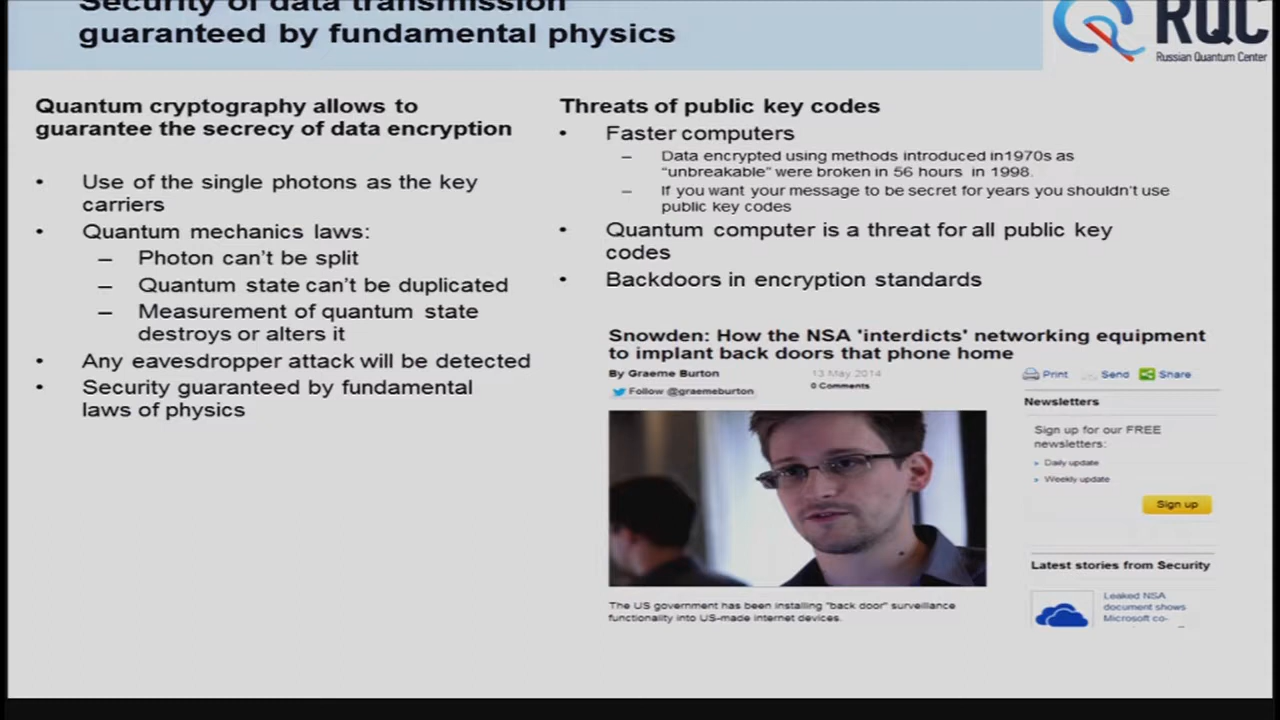 Security of data transmission
guaranteed by fundamental physics
RQC
Russian Quantum Center
Quantum cryptography allows to
guarantee the secrecy of data encryption
• Use of the single photons as the key
carriers
• Quantum mechanics laws:
– Photon can't be split
– Quantum state can't be duplicated
– Measurement of quantum state
destroys or alters it
• Any eavesdropper attack will be detected
• Security guaranteed by fundamental
laws of physics
Threats of public key codes
• Faster computers
– Data encrypted using methods introduced in1970s as
“unbreakable” were broken in 56 hours in 1998.
– If you want your message to be secret for years you shouldn't use
public key codes
• Quantum computer is a threat for all public key
codes
• Backdoors in encryption standards
Snowden: How the NSA 'interdicts' networking equipment
to implant back doors that phone home
By Graeme Burton
13 May 2014
Follow @graemeburton
0 Comments
Print Send Share
Newsletters
Sign up for our FREE
newsletters:
Daily update
Weekly update
Sign up
Latest stories from Security
Leaked NSA
document shows
Microsoft co-
The US government has been installing "back door" surveillance
functionality into US-made internet devices.